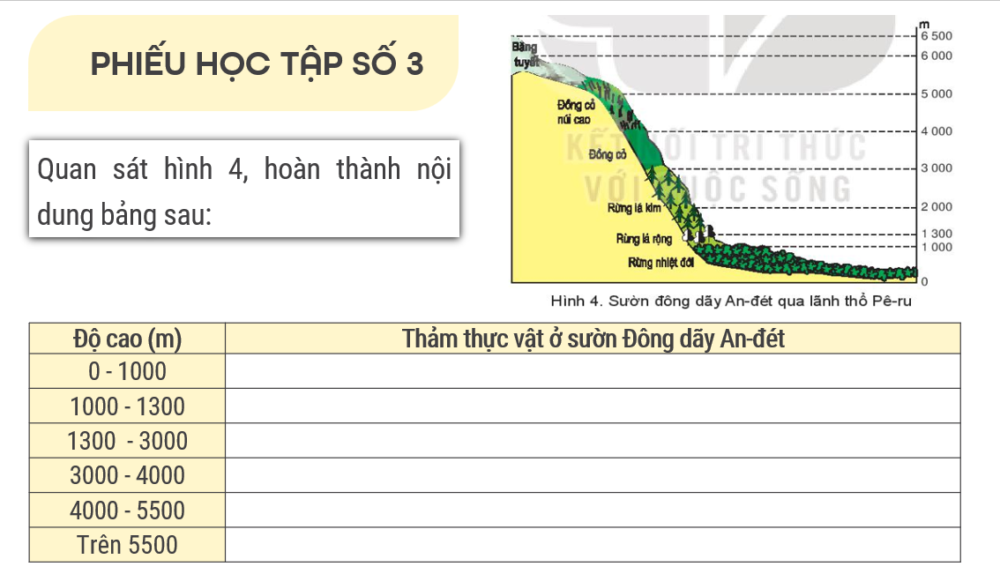 PHIẾU HỌC TẬP SỐ 3
Quan sát hình 4, hoàn thành nội
dung bảng sau:
m
6 500
6 000
5 000
4 000
3 000
2 000
1 300
1 000
0
Băng
tuyết
Đồng cỏ
núi cao
Đồng cỏ
Rừng lá kim
Rừng lá rộng
Rừng nhiệt đới
KẾT NỐI TRI THỨC
VỚI CUỘC SỐNG
Hình 4. Sườn đông dãy An-đét qua lãnh thổ Pê-ru
Độ cao (m) Thảm thực vật ở sườn Đông dãy An-đét
0 - 1000
1000 - 1300
1300 - 3000
3000 - 4000
4000 - 5500
Trên 5500